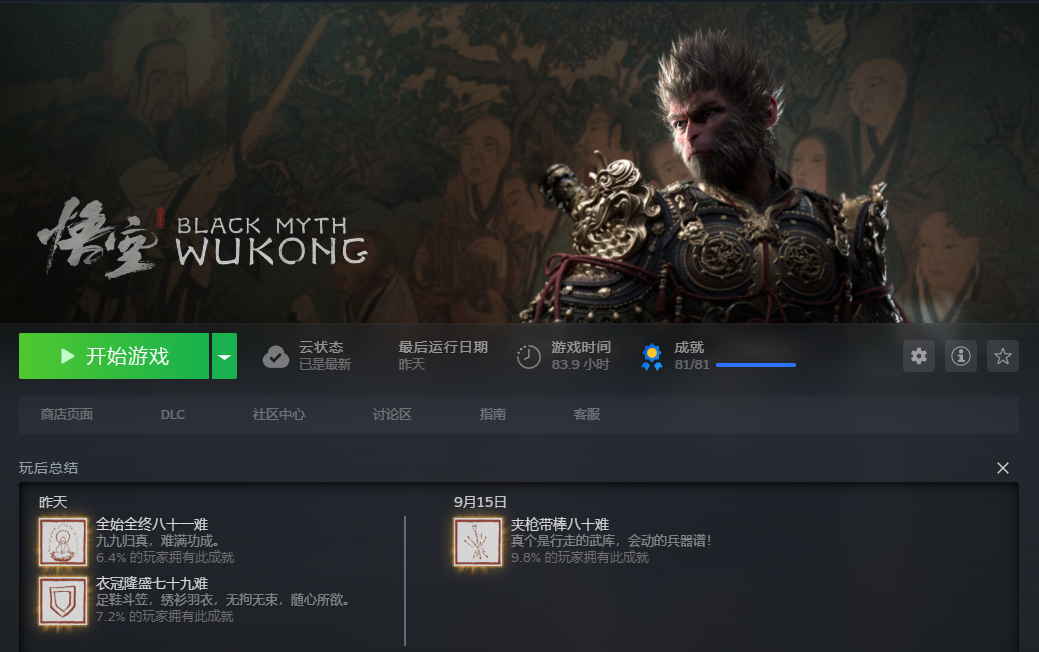 悟空
BLACK MYTH
WUKONG
开始游戏
云状态
已是最新
最后运行日期
昨天
游戏时间
83.9 小时
成就
81/81
商店页面
DLC
社区中心
讨论区
指南
客服
玩后总结
昨天
全始全终八十一难
九九归真，难满功成。
6.4% 的玩家拥有此成就
衣冠隆盛七十九难
足鞋斗笠，绣衫羽衣，无拘无束，随心所欲。
7.2% 的玩家拥有此成就
9月15日
夹枪带棒八十难
真个是行走的武库，会动的兵器谱！
9.8% 的玩家拥有此成就